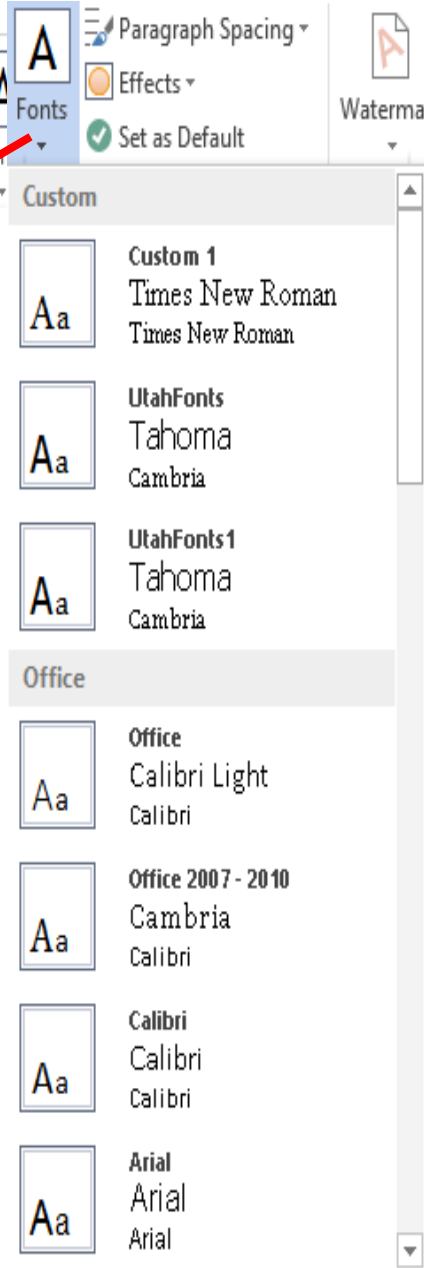 A
Fonts
Paragraph Spacing
Effects
Set as Default
A
Waterma
Custom
Aa
Custom 1
Times New Roman
Times New Roman
Aa
UtahFonts
Tahoma
Cambria
Aa
UtahFonts1
Tahoma
Cambria
Office
Aa
Office
Calibri Light
Calibri
Aa
Office 2007 - 2010
Cambria
Calibri
Aa
Calibri
Calibri
Calibri
Aa
Arial
Arial
Arial